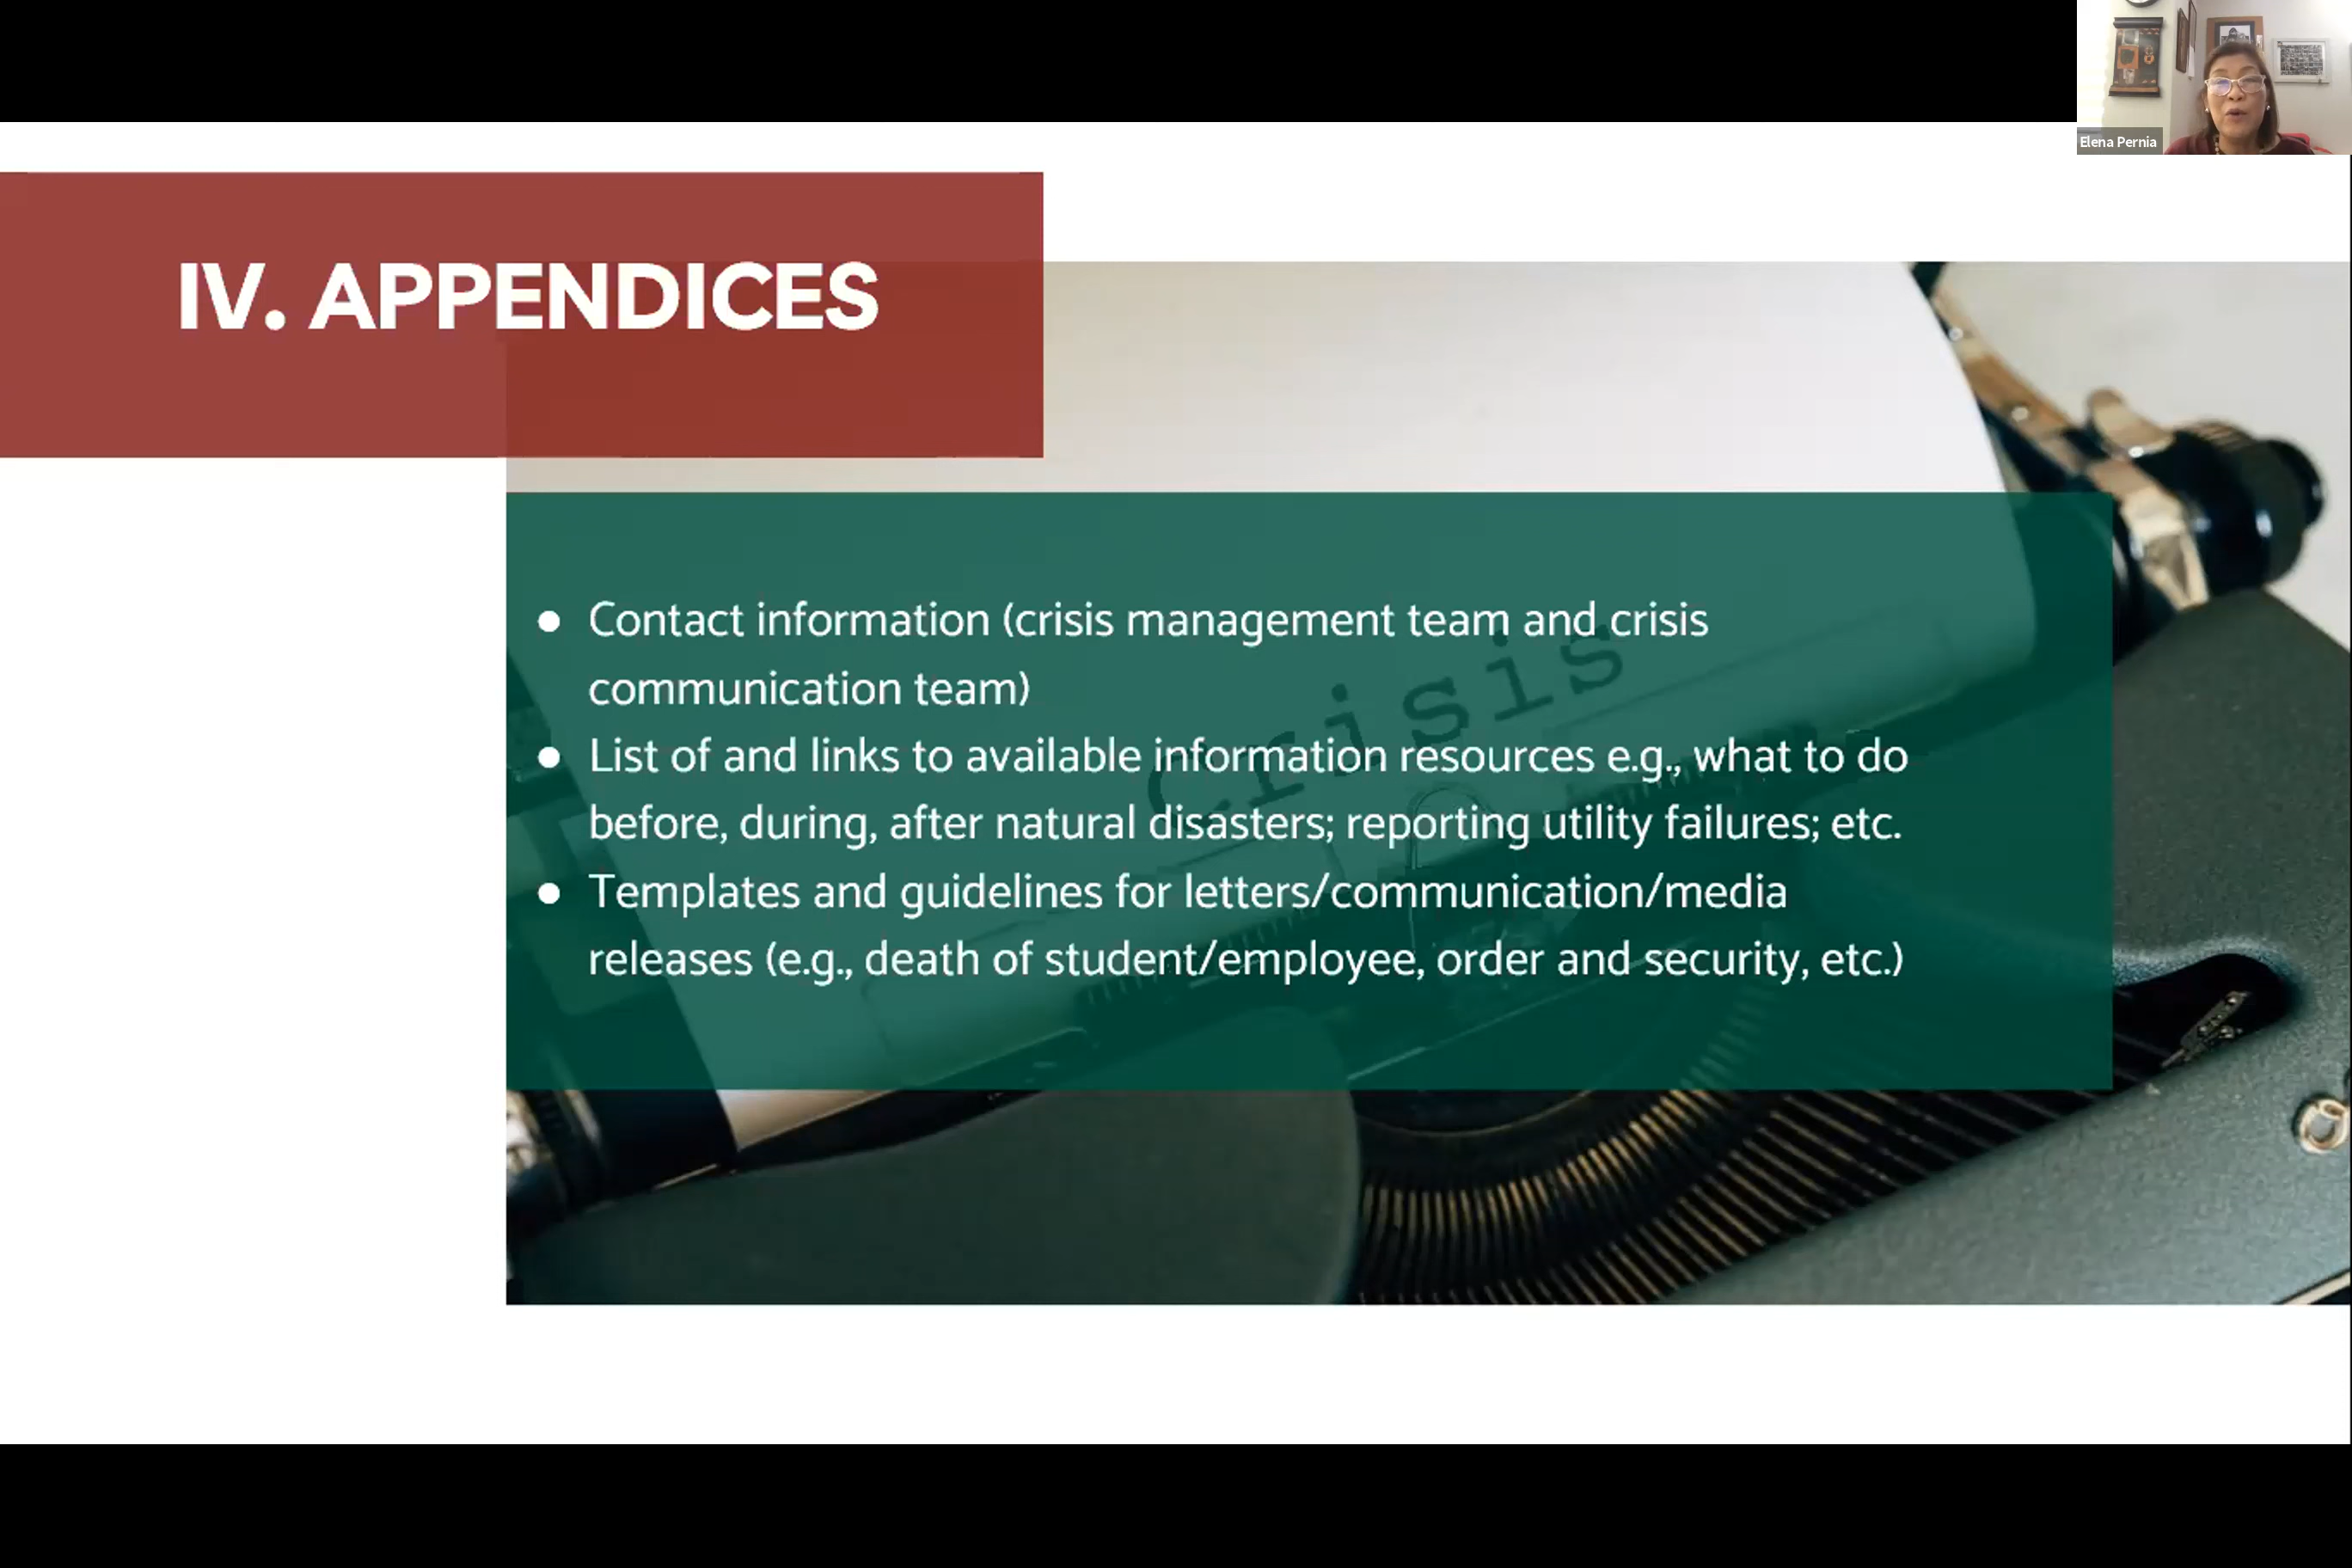 Elena Pernia
IV. APPENDICES
● Contact information (crisis management team and crisis
communication team)
● List of and links to available information resources e.g., what to do
before, during, after natural disasters; reporting utility failures; etc.
● Templates and guidelines for letters/communication/media
releases (e.g., death of student/employee, order and security, etc.)
Crisis